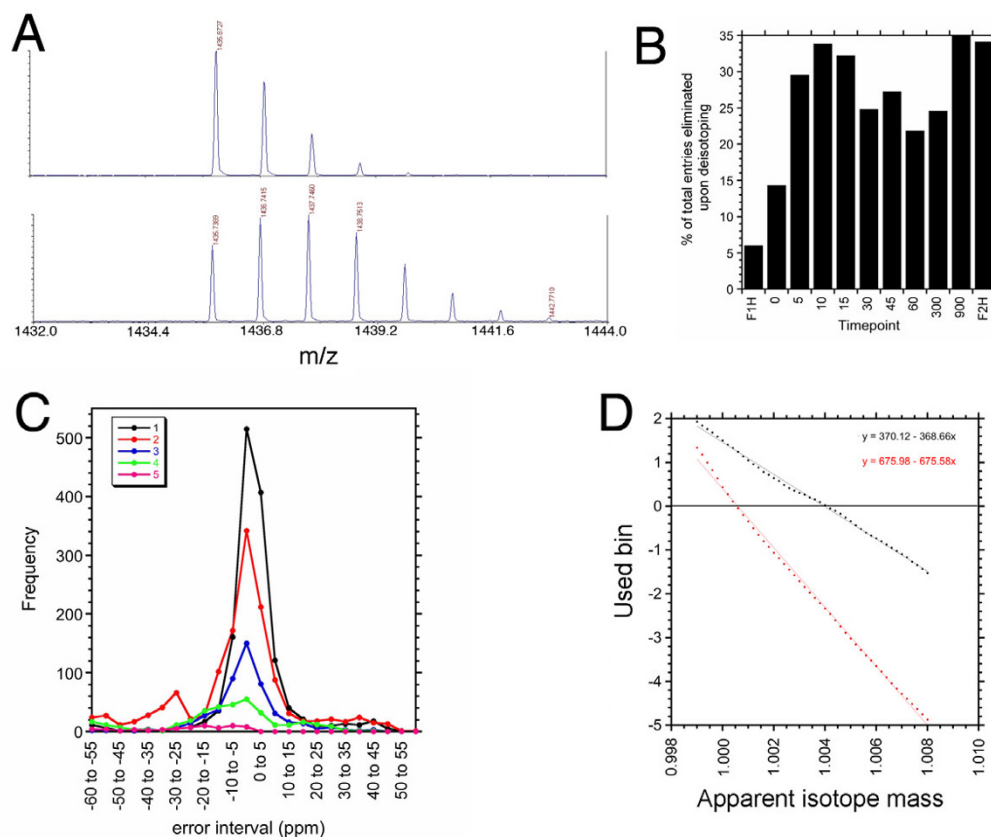 A
1435.8727
1435.7389
1436.7415
1437.7460
1438.7513
1442.7710
1432.0 1434.4 1436.8 1439.2 1441.6 1444.0
m/z
B
% of total entries eliminated
upon deisotoping
35
30
25
20
15
10
5
0
F1H 0 5 10 15 30 45 60 300 900 F2H
Timepoint
C
Frequency
500
400
300
200
100
0
1
2
3
4
5
-60 to -55
-50 to -45
-40 to -35
-30 to -25
-20 to -15
-10 to -5
0 to 5
10 to 15
20 to 25
30 to 35
40 to 45
50 to 55
error interval (ppm)
D
Used bin
2
1
0
-1
-2
-3
-4
-5
y = 370.12 - 368.66x
y = 675.98 - 675.58x
0.998 1.000 1.002 1.004 1.006 1.008 1.010
Apparent isotope mass